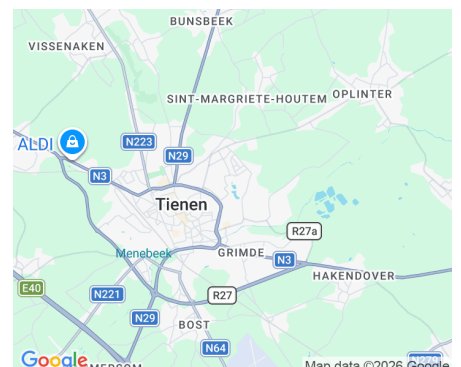 BUNSBEEK
VISSENAKEN
OPLINTER
SINT-MARGRIETE-HOUTEM
ALDI
N223
N29
N3
Tienen
R27a
Menebeek
GRIMDE
N3
HAKENDOVER
E40
N221
R27
N29
BOST
N64
Google
Map data ©2026 Google